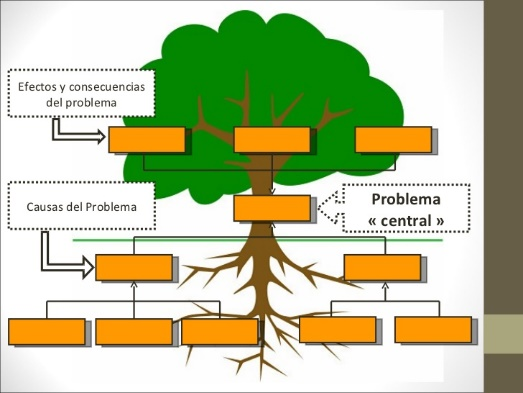 Efectos y consecuencias
del problema
Problema
« central »
Causas del Problema